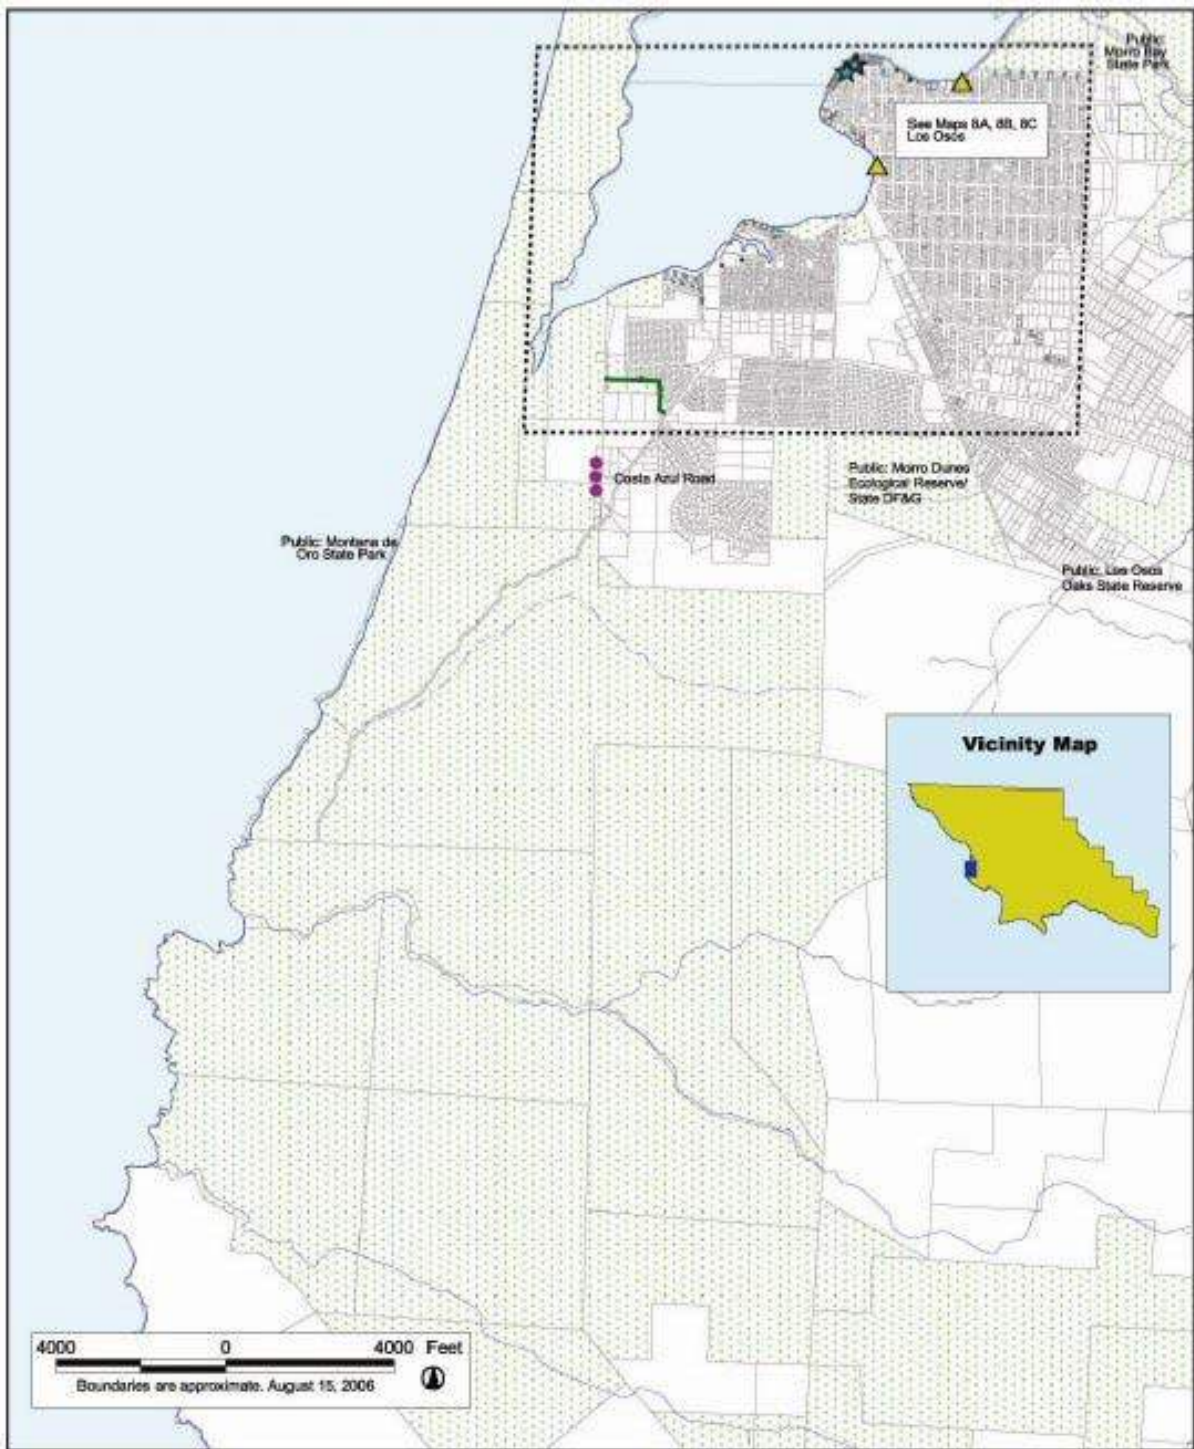 Public:
Morro Bay
State Park
See Maps 8A, 8B, 8C
Los Osos
Costa Azul Road
Public: Morro Dunes
Ecological Reserve/
State DF&G
Public: Montana de
Oro State Park
Public: Los Osos
Oaks State Reserve
Vicinity Map
4000 0 4000 Feet
Boundaries are approximate. August 15, 2006